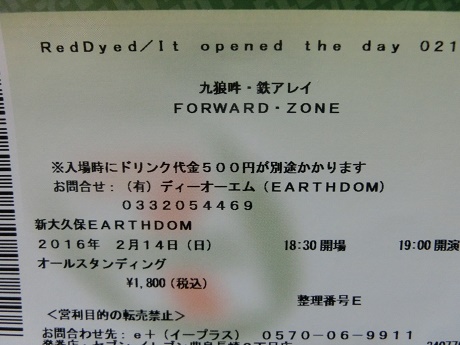 RedDyed/It opened the day 021
九狼吽・鉄アレイ
FORWARD・ZONE
※入場時にドリンク代金500円が別途かかります
お問合せ:(有)ディーオーエム(EARTHDOM)
0332054469
新大久保EARTHDOM
2016年 2月14日(日) 18:30開場 19:00開演
オールスタンディング
¥1,800(税込)
整理番号E
<営利目的の転売禁止>
お問合わせ先:e+(イープラス) 0570-06-9911